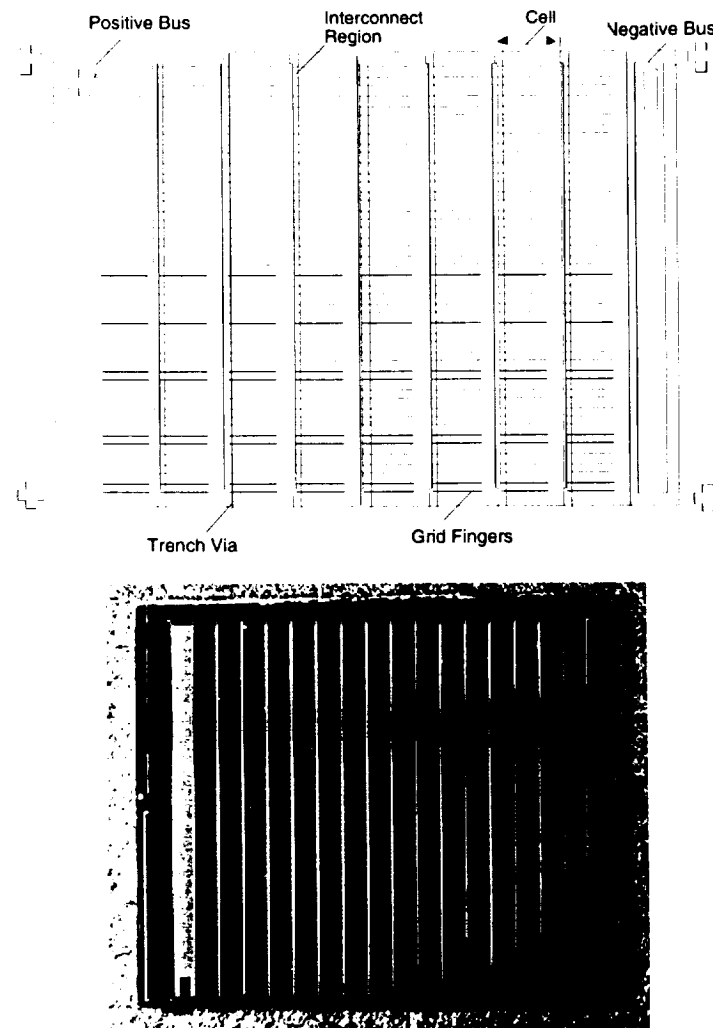 Positive Bus
Interconnect
Region
Cell
Negative Bus
Trench Via
Grid Fingers